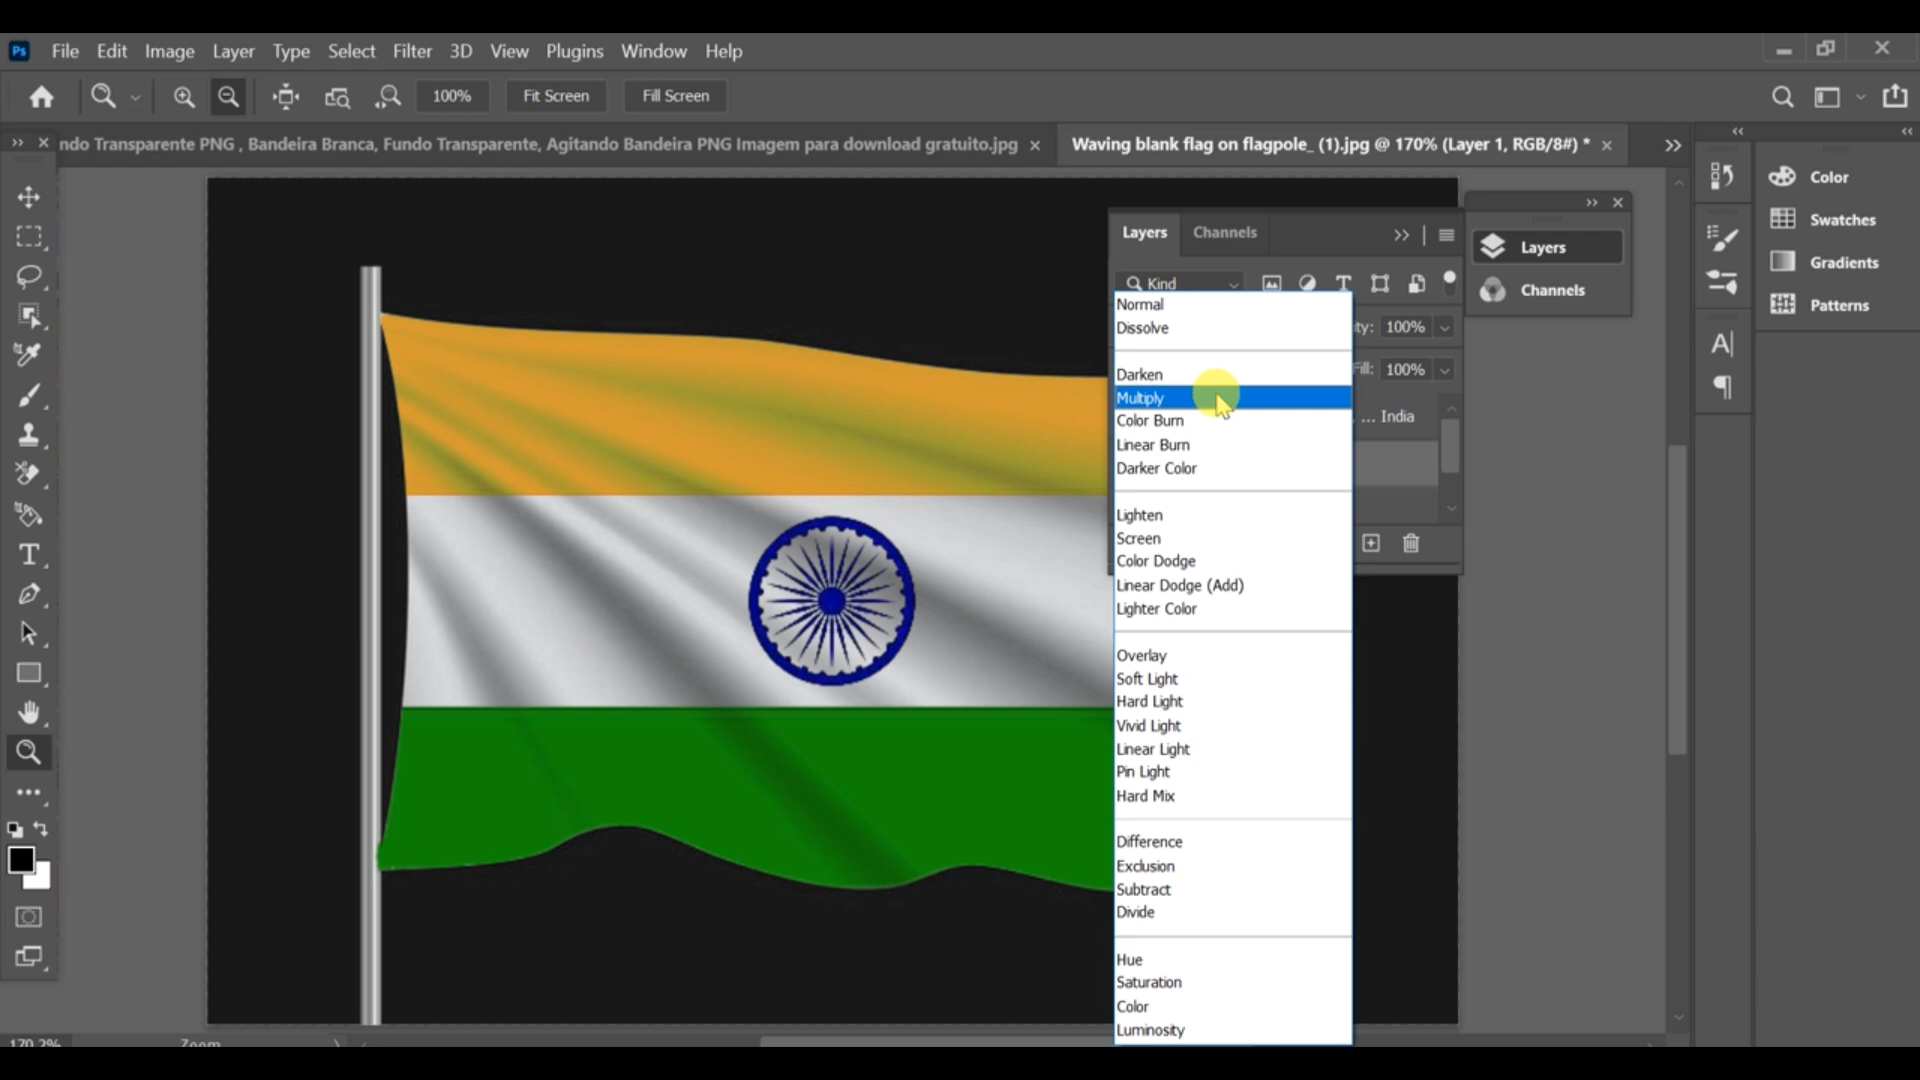 Ps File Edit Image Layer Type Select Filter 3D View Plugins Window Help
100% Fit Screen Fill Screen
ndo Transparente PNG , Bandeira Branca, Fundo Transparente, Agitando Bandeira PNG Imagem para download gratuito.jpg
Waving blank flag on flagpole_ (1).jpg @ 170% (Layer 1, RGB/8#) *
Layers Channels
Kind
Normal
Dissolve
Darken
Multiply
Color Burn
Linear Burn
Darker Color
Lighten
Screen
Color Dodge
Linear Dodge (Add)
Lighter Color
Overlay
Soft Light
Hard Light
Vivid Light
Linear Light
Pin Light
Hard Mix
Difference
Exclusion
Subtract
Divide
Hue
Saturation
Color
Luminosity
ity: 100%
Fill: 100%
... India
Layers
Channels
Color
Swatches
Gradients
Patterns
170.2% Zoom